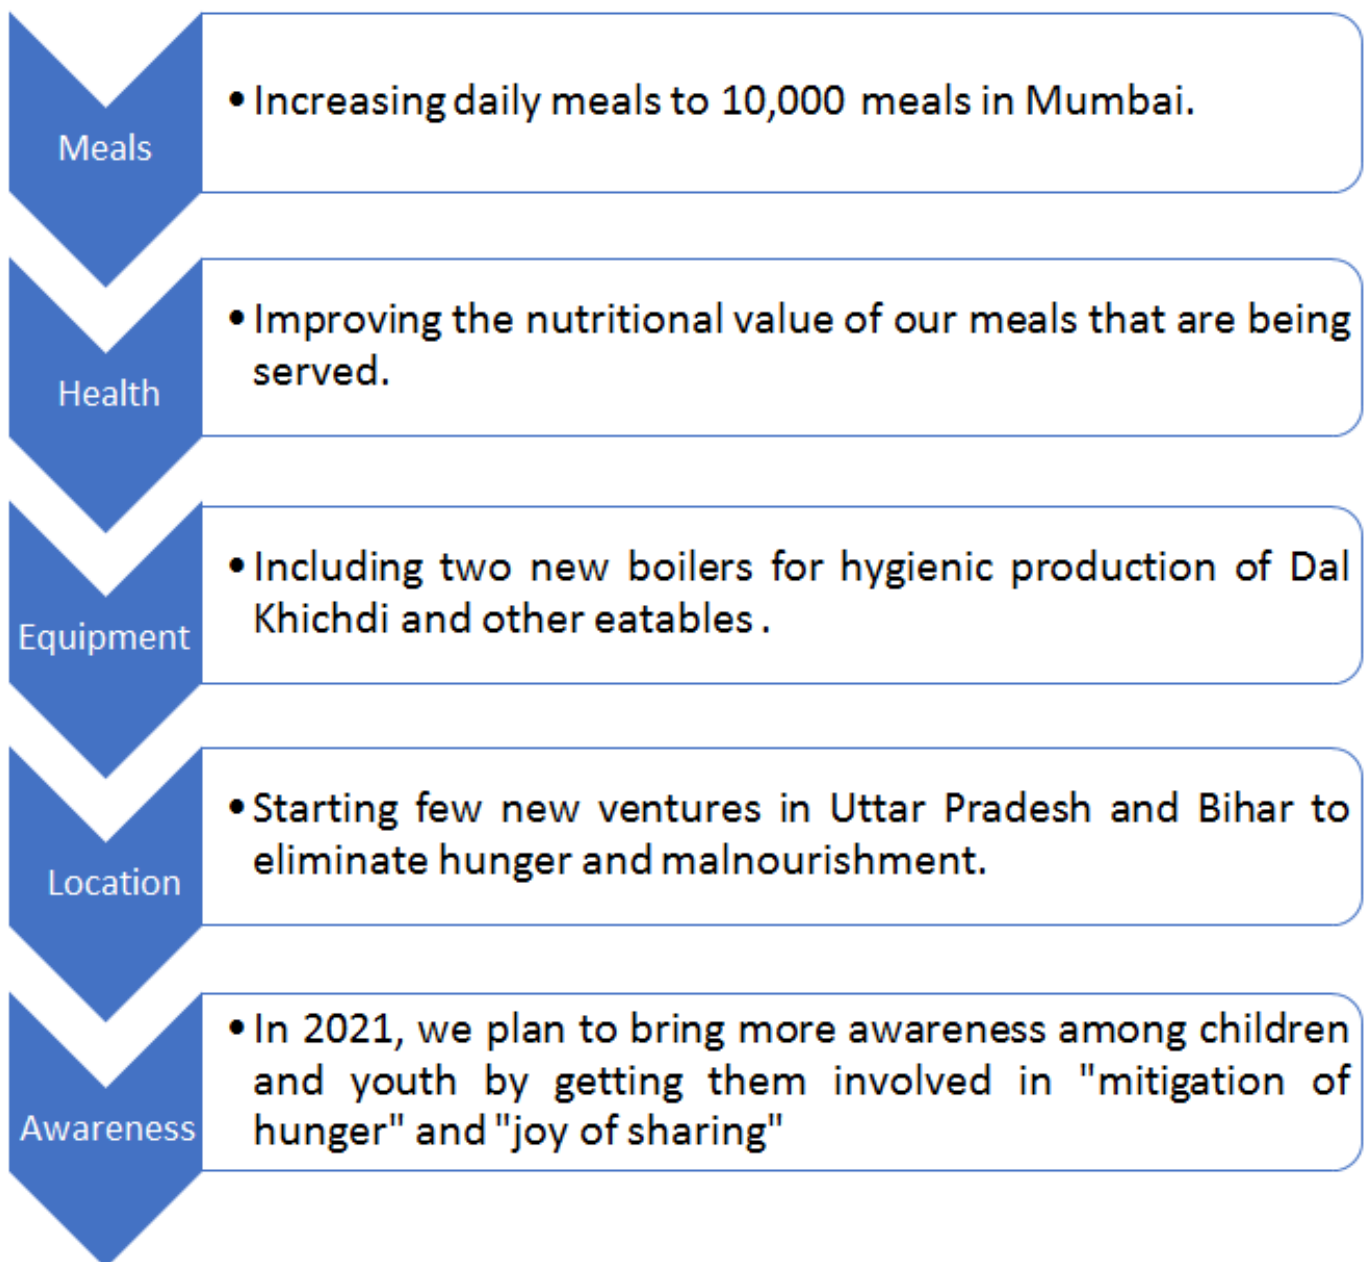 Meals
• Increasing daily meals to 10,000 meals in Mumbai.
Health
• Improving the nutritional value of our meals that are being
served.
Equipment
• Including two new boilers for hygienic production of Dal
Khichdi and other eatables .
Location
• Starting few new ventures in Uttar Pradesh and Bihar to
eliminate hunger and malnourishment.
Awareness
• In 2021, we plan to bring more awareness among children
and youth by getting them involved in "mitigation of
hunger" and "joy of sharing"